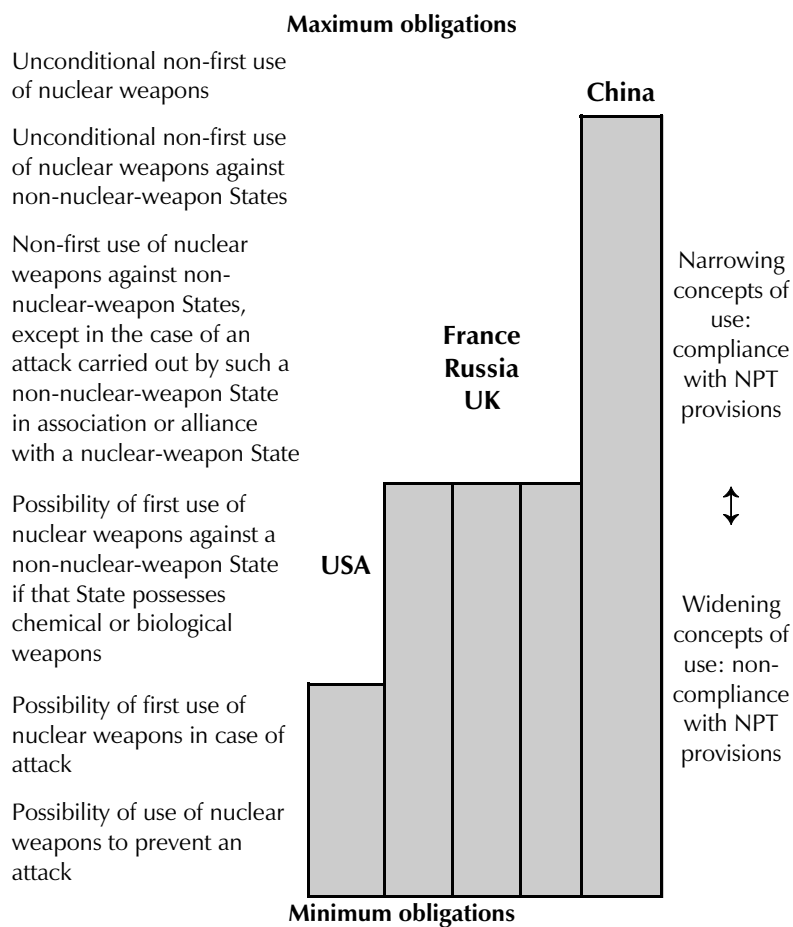 Maximum obligations
Unconditional non-first use
of nuclear weapons
China
Unconditional non-first use
of nuclear weapons against
non-nuclear-weapon States
Non-first use of nuclear
weapons against non-
nuclear-weapon States,
except in the case of an
attack carried out by such a
non-nuclear-weapon State
in association or alliance
with a nuclear-weapon State
France
Russia
UK
Narrowing
concepts of
use:
compliance
with NPT
provisions
Possibility of first use of
nuclear weapons against a
non-nuclear-weapon State
if that State possesses
chemical or biological
weapons
USA
↕
Widening
concepts of
use: non-
compliance
with NPT
provisions
Possibility of first use of
nuclear weapons in case of
attack
Possibility of use of nuclear
weapons to prevent an
attack
Minimum obligations